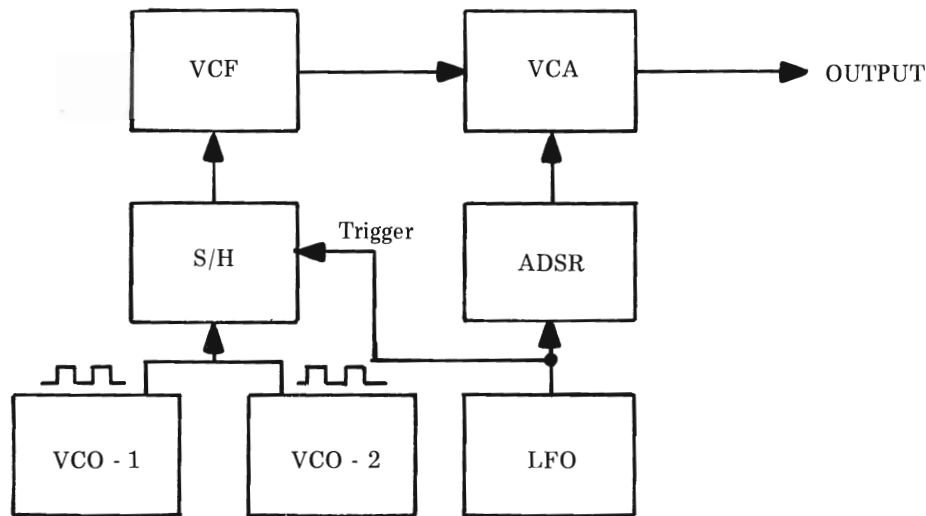 VCF
VCA
OUTPUT
Trigger
S/H
ADSR
VCO - 1
VCO - 2
LFO